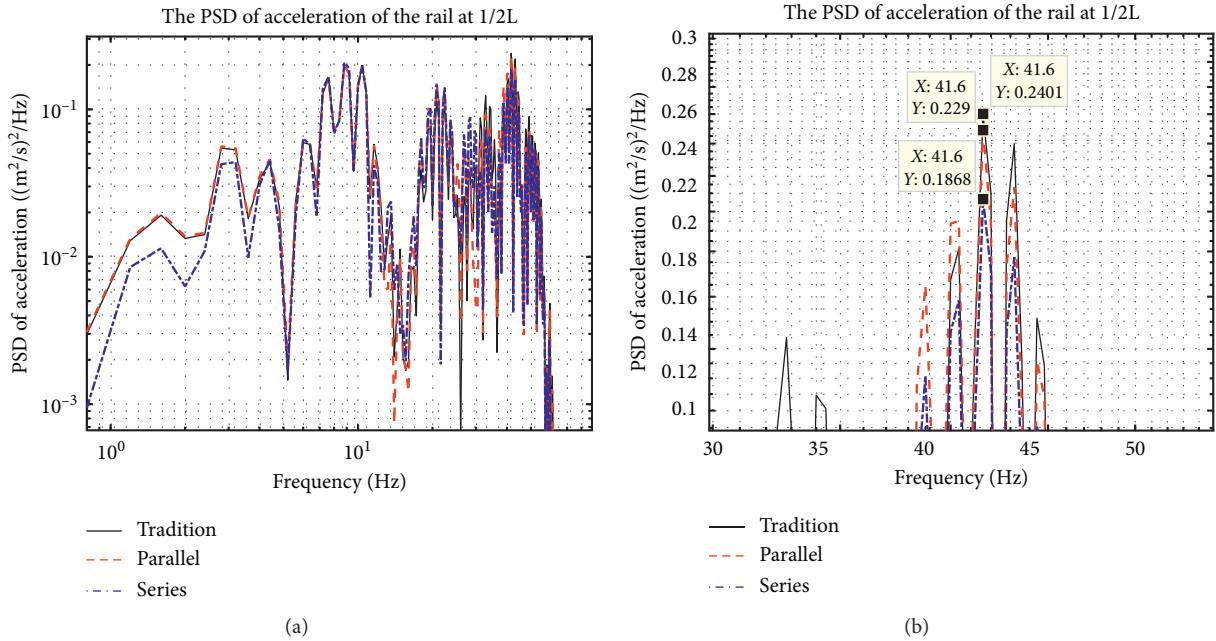 The PSD of acceleration of the rail at 1/2L
PSD of acceleration ((m²/s)²/Hz)
10⁻¹
10⁻²
10⁻³
10⁰
10¹
Frequency (Hz)
Tradition
Parallel
Series
(a)
The PSD of acceleration of the rail at 1/2L
PSD of acceleration ((m²/s)²/Hz)
0.3
0.28
0.26
0.24
0.22
0.2
0.18
0.16
0.14
0.12
0.1
X: 41.6
Y: 0.229
X: 41.6
Y: 0.2401
X: 41.6
Y: 0.1868
30
35
40
45
50
Frequency (Hz)
Tradition
Parallel
Series
(b)